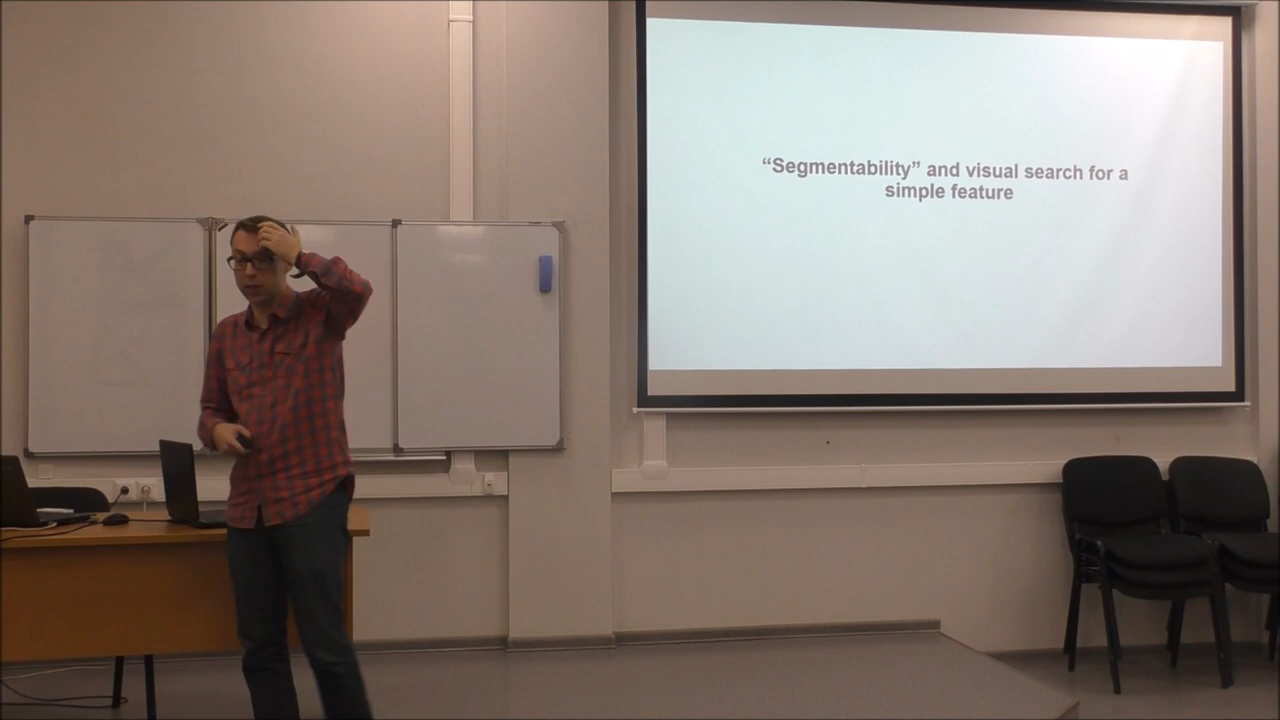 “Segmentability” and visual search for a
simple feature